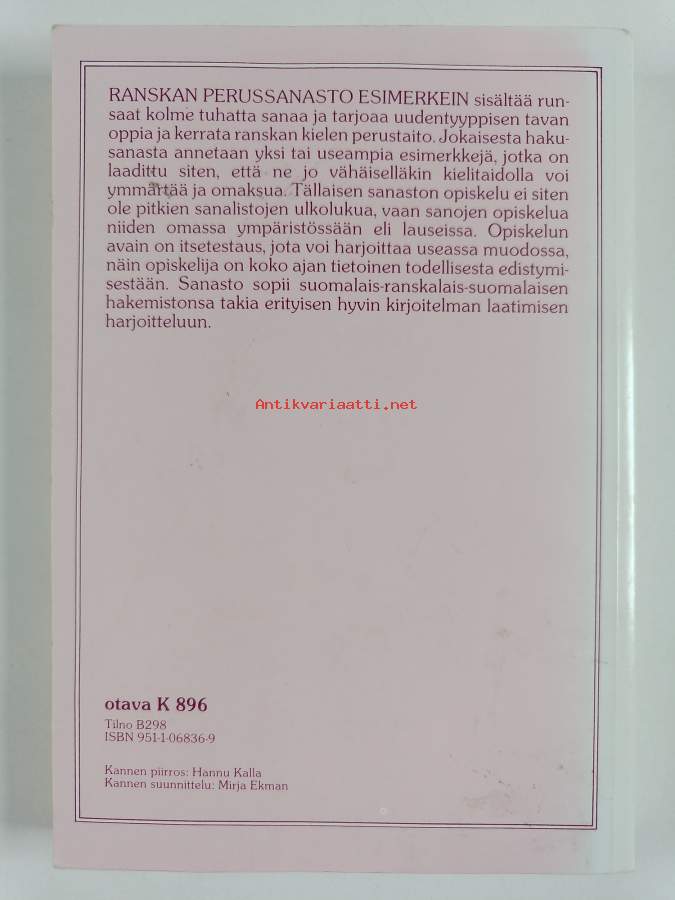 RANSKAN PERUSSANASTO ESIMERKEIN sisältää run-
saat kolme tuhatta sanaa ja tarjoaa uudentyyppisen tavan
oppia ja kerrata ranskan kielen perustaito. Jokaisesta haku-
sanasta annetaan yksi tai useampia esimerkkejä, jotka on
laadittu siten, että ne jo vähäiselläkin kielitaidolla voi
ymmärtää ja omaksua. Tällaisen sanaston opiskelu ei siten
ole pitkien sanalistojen ulkolukua, vaan sanojen opiskelua
niiden omassa ympäristössään eli lauseissa. Opiskelun
avain on itsetestaus, jota voi harjoittaa useassa muodossa,
näin opiskelija on koko ajan tietoinen todellisesta edistymi-
sestään. Sanasto sopii suomalais-ranskalais-suomalaisen
hakemistonsa takia erityisen hyvin kirjoitelman laatimisen
harjoitteluun.
Antikvariaatti.net
otava K 896
Tilno B298
ISBN 951-1-06836-9
Kannen piirros: Hannu Kalla
Kannen suunnittelu: Mirja Ekman